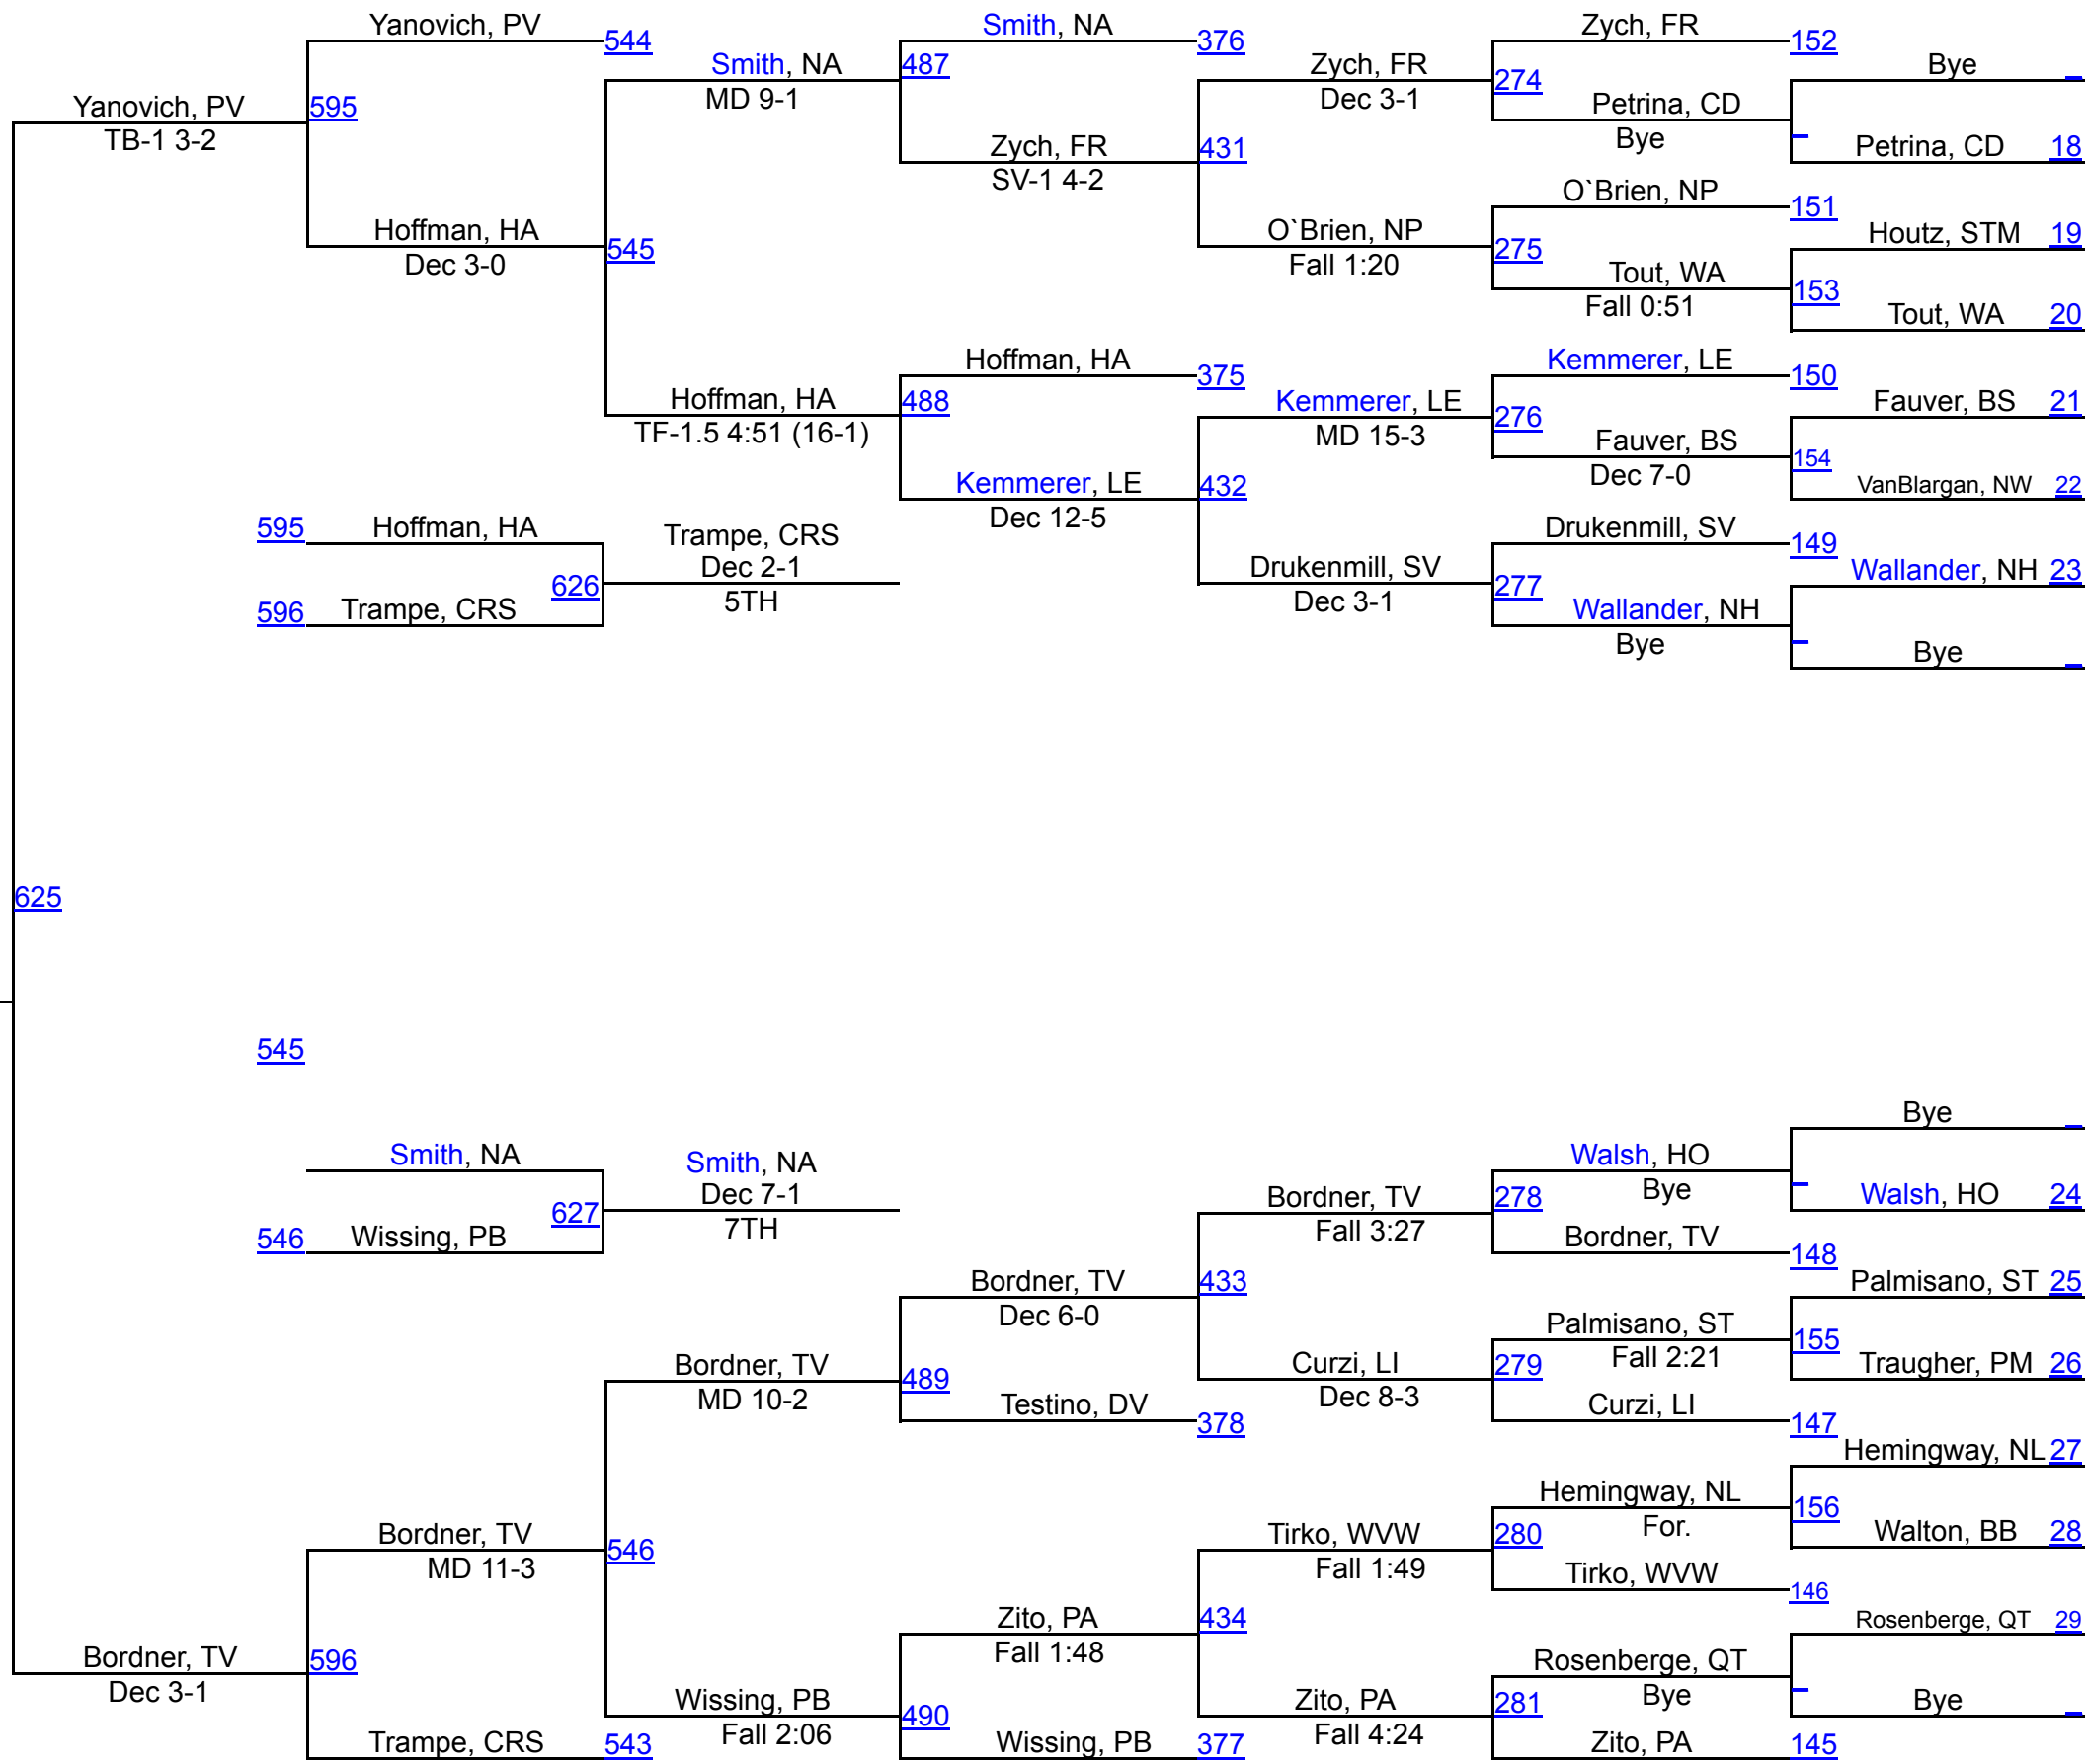 Yanovich, PV
544
Smith, NA
376
Zych, FR
152
Smith, NA
487
Zych, FR
Bye
MD 9-1
274
Dec 3-1
Petrina, CD
Yanovich, PV
595
TB-1 3-2
Bye
Petrina, CD 18
Zych, FR
431
SV-1 4-2
O`Brien, NP
151
Hoffman, HA
O`Brien, NP
Houtz, STM 19
Dec 3-0
545
Fall 1:20
275
Tout, WA
153
Fall 0:51
Tout, WA 20
Hoffman, HA
375
Kemmerer, LE
150
Hoffman, HA
488
Kemmerer, LE
Fauver, BS 21
TF-1.5 4:51 (16-1)
MD 15-3
276
Fauver, BS
154
Dec 7-0
Kemmerer, LE
432
VanBlargan, NW 22
Dec 12-5
595
Hoffman, HA
Trampe, CRS
Drukenmill, SV
149
Dec 2-1
Drukenmill, SV
Wallander, NH 23
626
5TH
Dec 3-1
277
596
Trampe, CRS
Wallander, NH
Bye
Bye
625
545
Bye
Smith, NA
Smith, NA
Walsh, HO
Dec 7-1
Bordner, TV
278
Bye
Walsh, HO 24
627
7TH
Fall 3:27
546
Wissing, PB
Bordner, TV
148
Bordner, TV
433
Palmisano, ST 25
Dec 6-0
Palmisano, ST
155
Bordner, TV
489
Curzi, LI
279
Fall 2:21
Traugher, PM 26
MD 10-2
Dec 8-3
Testino, DV
378
Curzi, LI
147
Hemingway, NL 27
Hemingway, NL
156
Bordner, TV
546
Tirko, WVW
280
For.
Walton, BB 28
MD 11-3
Fall 1:49
Tirko, WVW
146
Zito, PA
434
Rosenberge, QT 29
Fall 1:48
Bordner, TV
596
Rosenberge, QT
Dec 3-1
Wissing, PB
490
Zito, PA
281
Bye
Bye
Fall 2:06
Fall 4:24
Trampe, CRS
543
Wissing, PB
377
Zito, PA
145